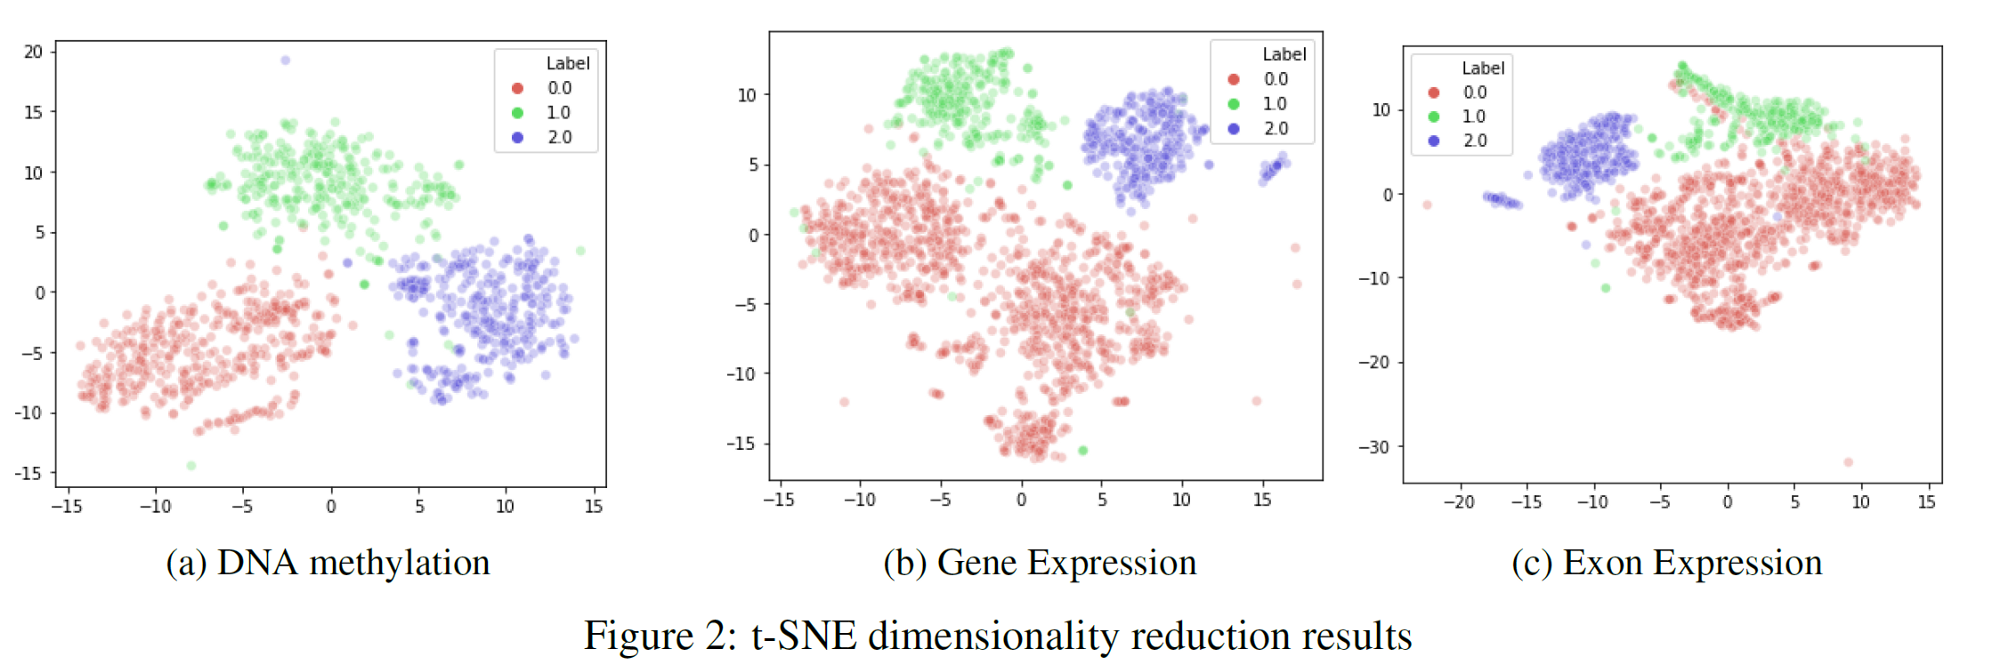 20
15
10
5
0
−5
−10
−15
−15 −10 −5 0 5 10 15
Label
0.0
1.0
2.0
(a) DNA methylation
10
5
0
−5
−10
−15
−15 −10 −5 0 5 10 15
Label
0.0
1.0
2.0
(b) Gene Expression
10
0
−10
−20
−30
−20 −15 −10 −5 0 5 10 15
Label
0.0
1.0
2.0
(c) Exon Expression
Figure 2: t-SNE dimensionality reduction results